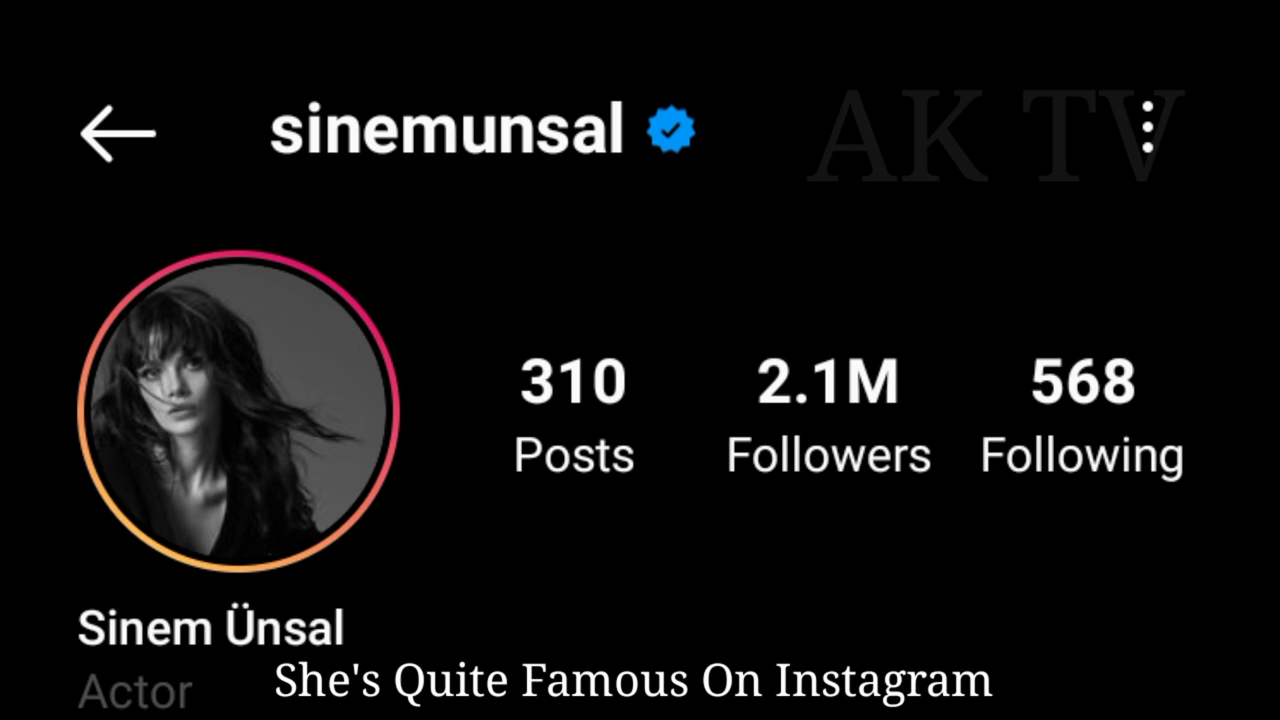 sinemunsal
AK TV
310 2.1M 568
Posts Followers Following
Sinem Ünsal
Actor
She's Quite Famous On Instagram